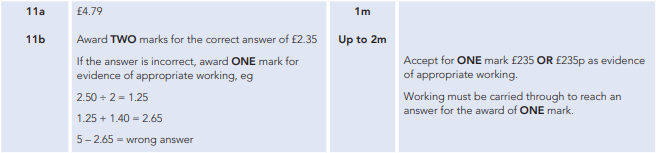 11a £4.79 1m
11b Award TWO marks for the correct answer of £2.35 Up to 2m
If the answer is incorrect, award ONE mark for
evidence of appropriate working, eg
2.50 ÷ 2 = 1.25
1.25 + 1.40 = 2.65
5 – 2.65 = wrong answer
Accept for ONE mark £235 OR £235p as evidence
of appropriate working.
Working must be carried through to reach an
answer for the award of ONE mark.